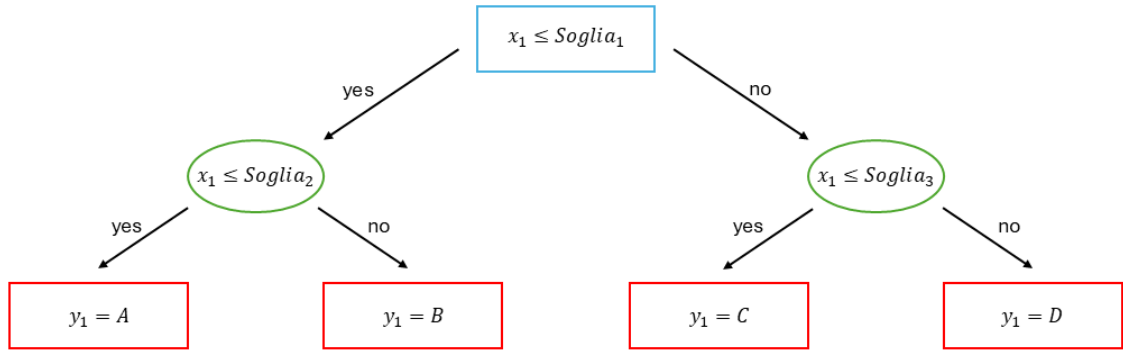 x₁ ≤ Soglia₁
yes
no
x₁ ≤ Soglia₂
x₁ ≤ Soglia₃
yes
no
yes
no
y₁ = A
y₁ = B
y₁ = C
y₁ = D